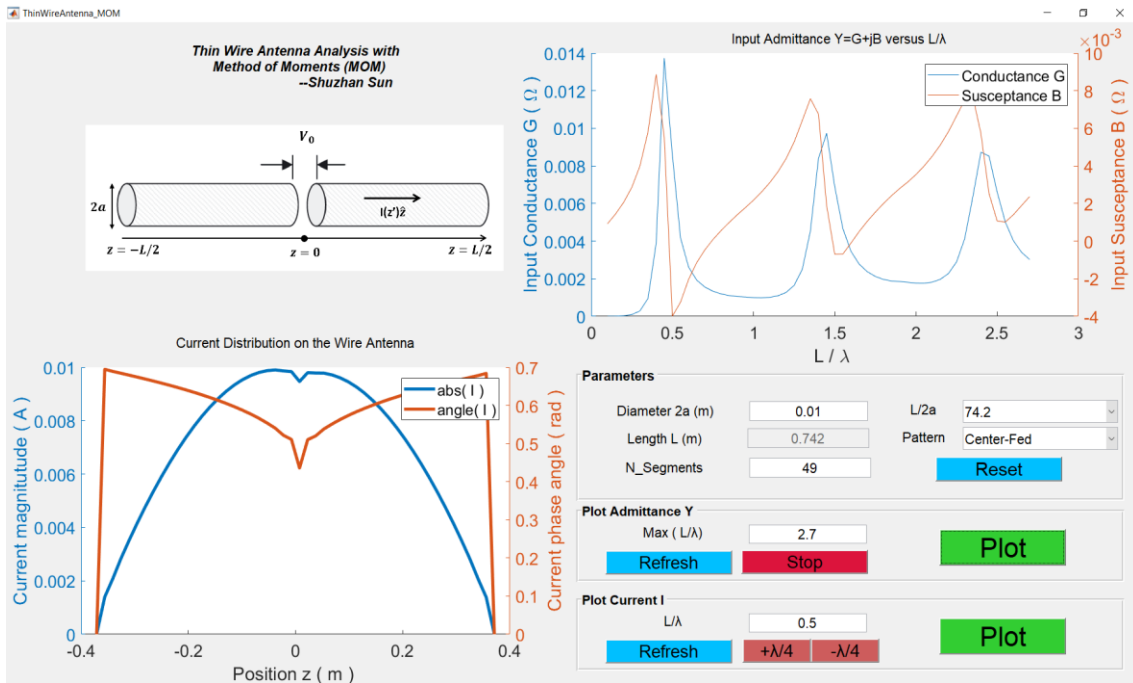 ThinWireAntenna_MOM
Thin Wire Antenna Analysis with
Method of Moments (MOM)
--Shuzhan Sun
V₀
2a
I(z')ẑ
z = −L/2
z = 0
z = L/2
Input Admittance Y=G+jB versus L/λ
×10⁻³
0.014
0.012
0.01
0.008
0.006
0.004
0.002
0
Input Conductance G ( Ω )
Conductance G
Susceptance B
10
8
6
4
2
0
-2
-4
Input Susceptance B ( Ω )
0
0.5
1
1.5
2
2.5
3
L / λ
Current Distribution on the Wire Antenna
0.01
0.008
0.006
0.004
0.002
0
Current magnitutude ( A )
abs( I )
angle( I )
0.7
0.6
0.5
0.4
0.3
0.2
0.1
0
Current phase angle ( rad )
-0.4
-0.2
0
0.2
0.4
Position z ( m )
Parameters
Diameter 2a (m) 0.01 L/2a 74.2
Length L (m) 0.742 Pattern Center-Fed
N_Segments 49 Reset
Plot Admittance Y
Max ( L/λ) 2.7
Refresh Stop Plot
Plot Current I
L/λ 0.5
Refresh +λ/4 -λ/4 Plot